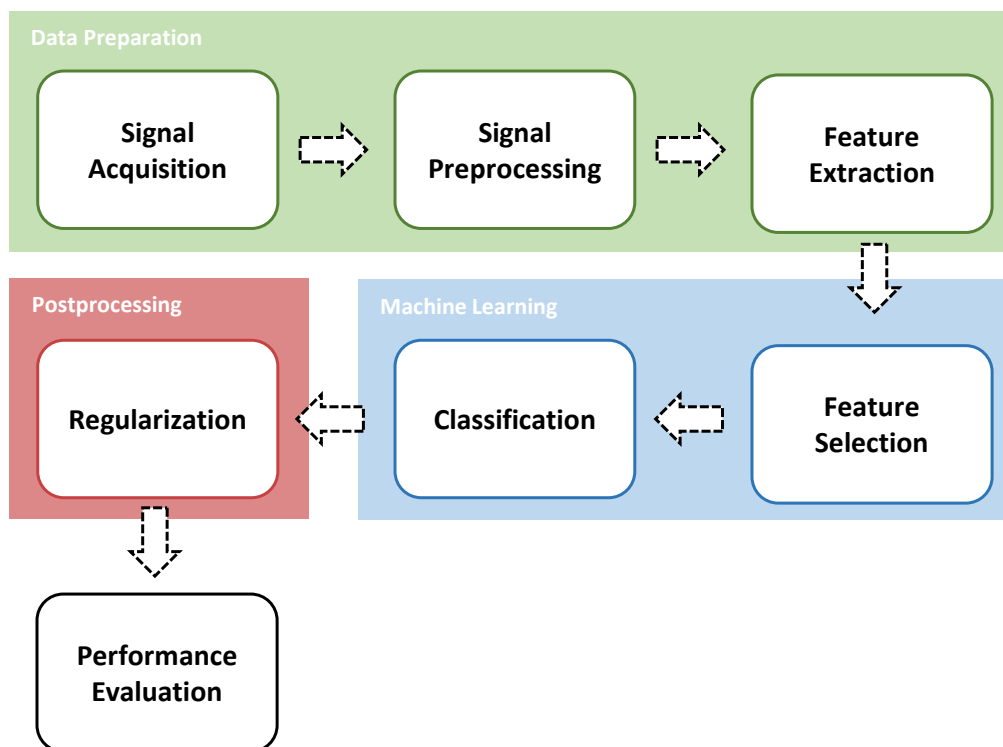 Data Preparation
Signal
Acquisition
Signal
Preprocessing
Feature
Extraction
Postprocessing
Machine Learning
Regularization
Classification
Feature
Selection
Performance
Evaluation